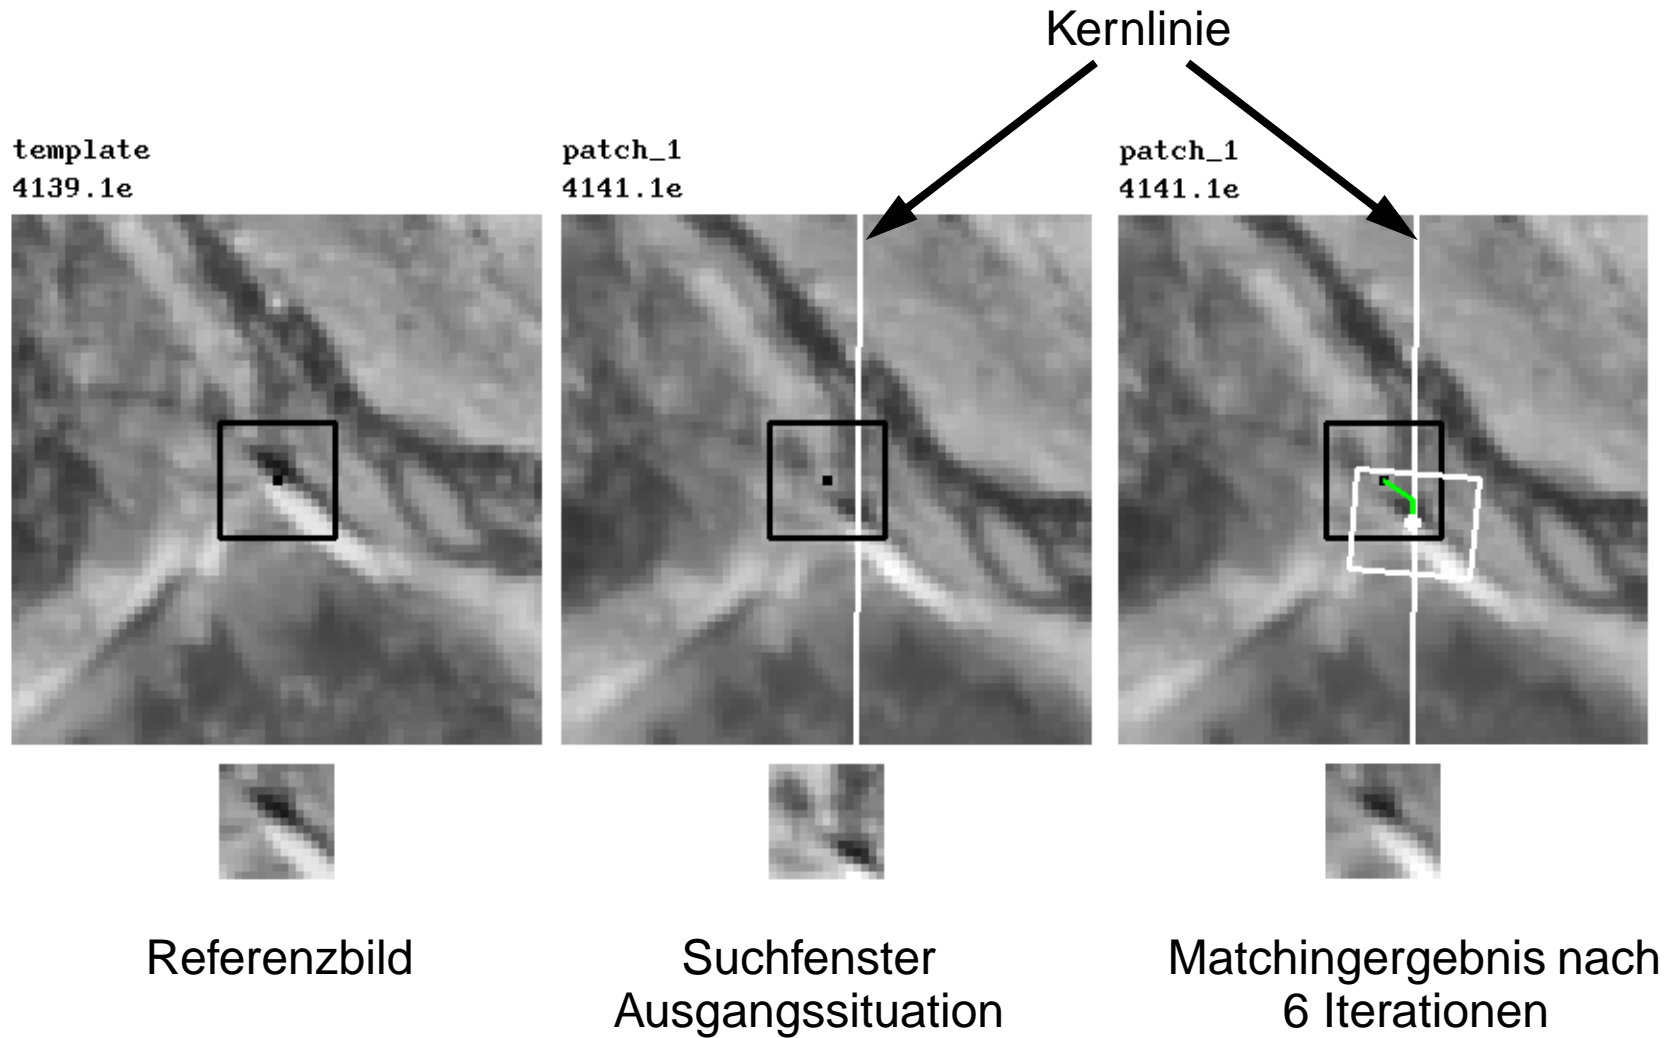 Kernlinie
template
4139.1e
patch_1
4141.1e
patch_1
4141.1e
Referenzbild
Suchfenster
Ausgangssituation
Matchingergebnis nach
6 Iterationen